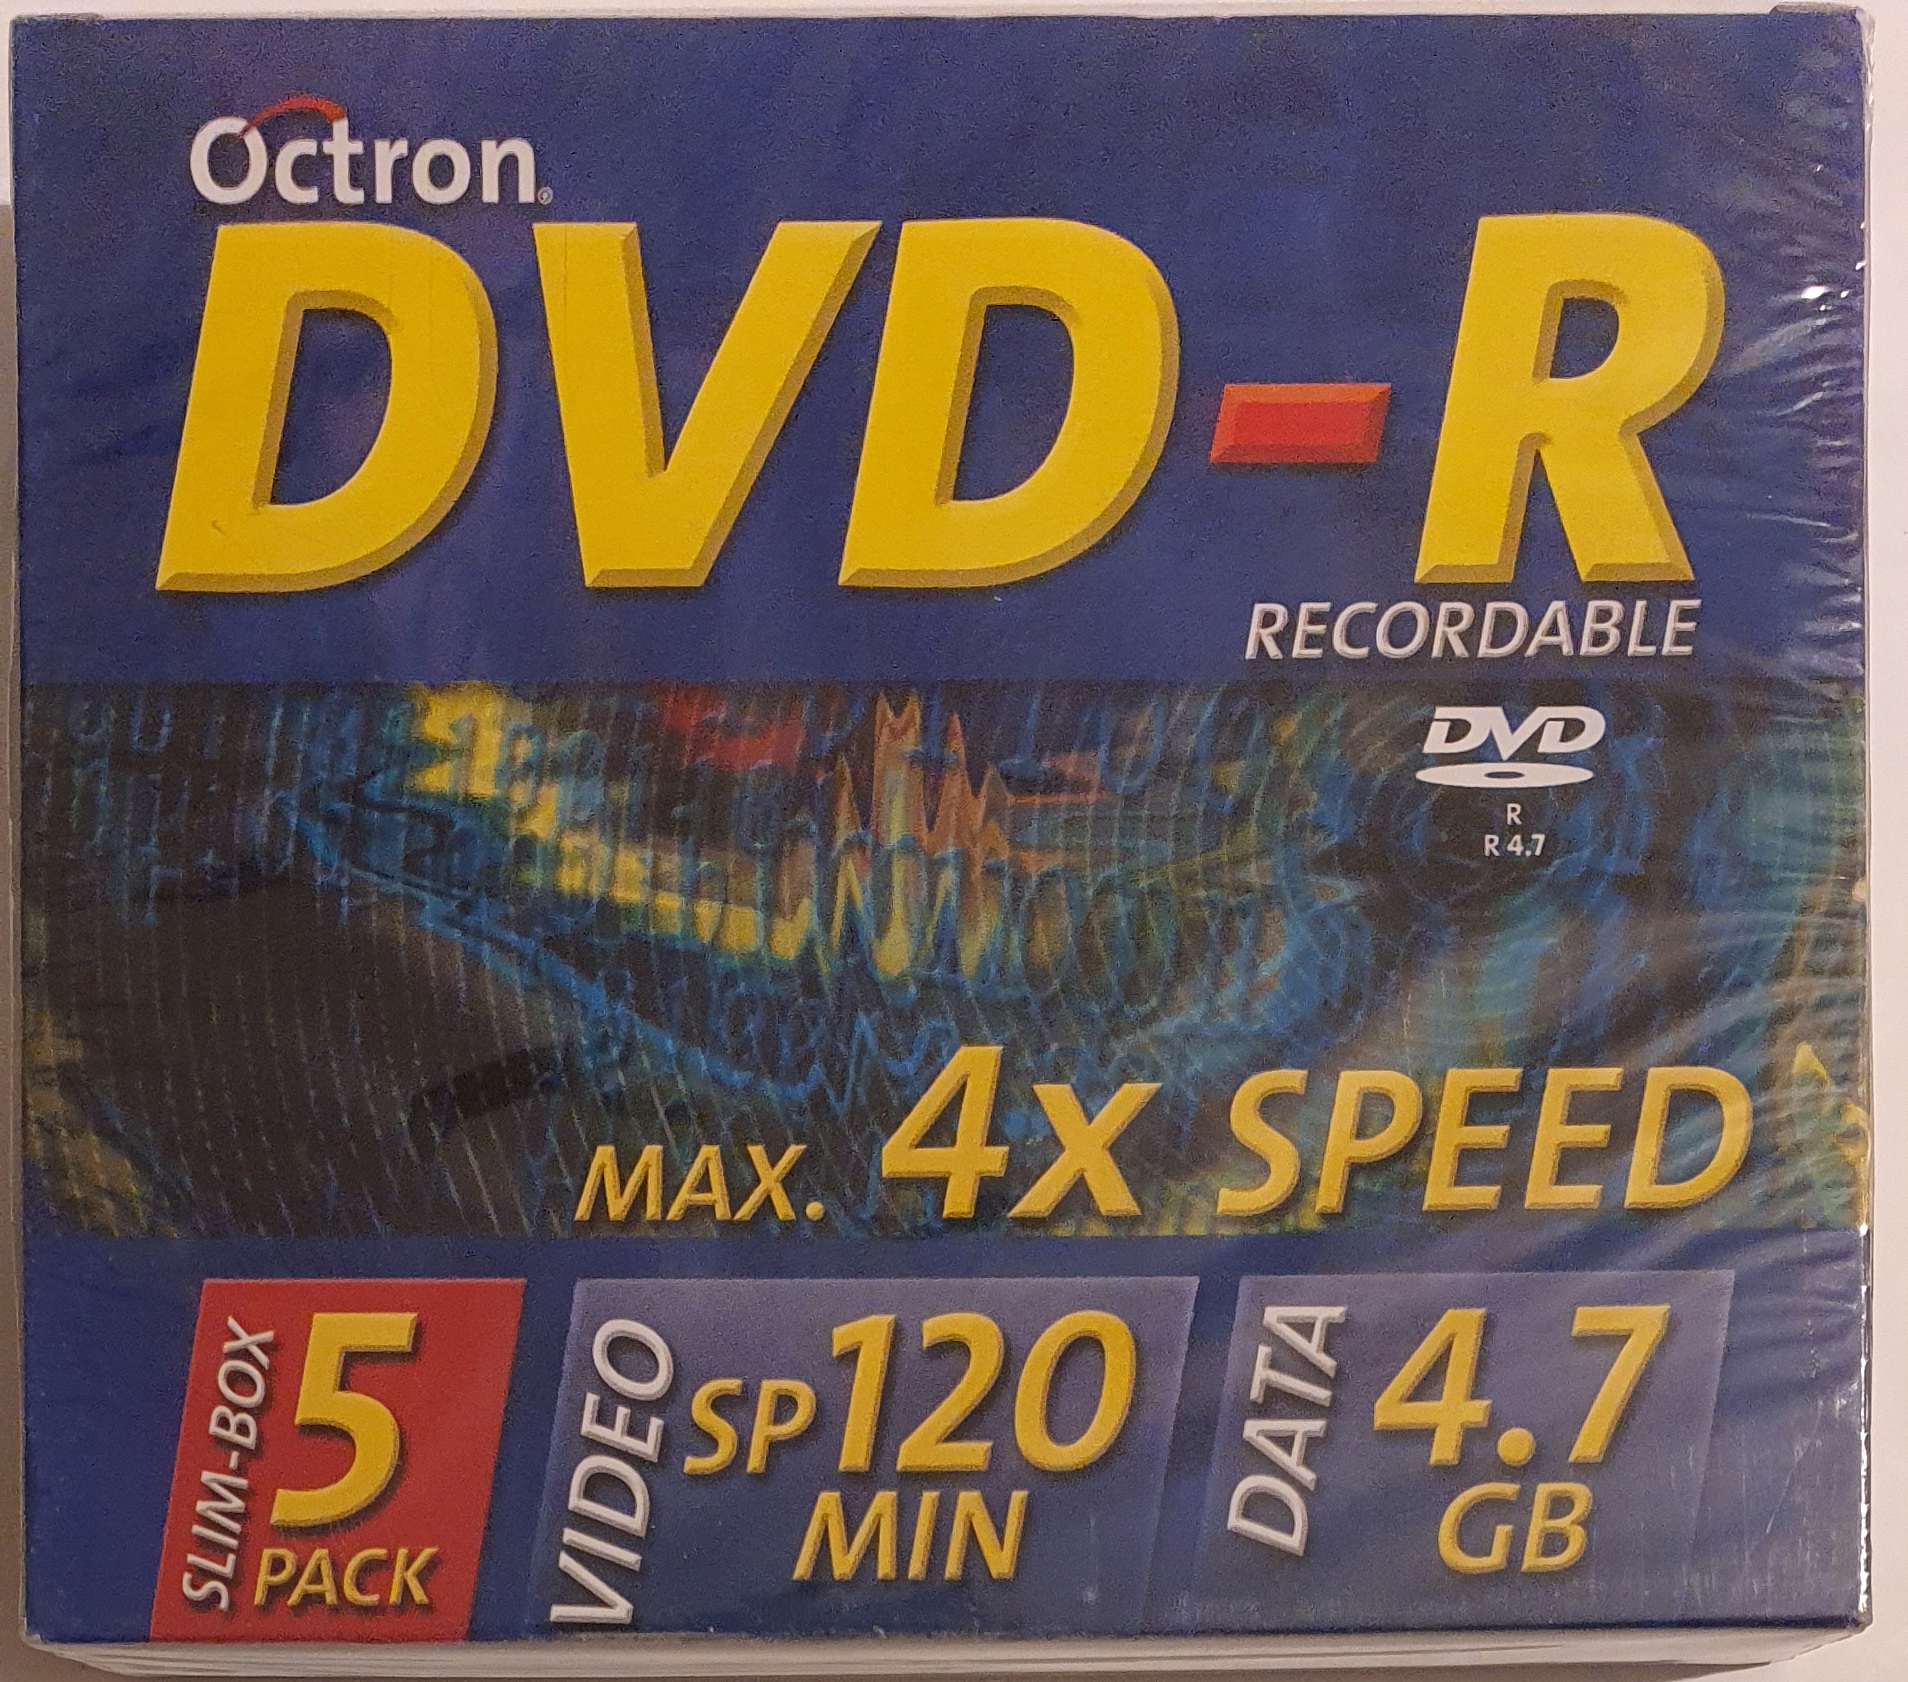 Octron®
DVD-R
RECORDABLE
DVD
R
R 4.7
MAX. 4x SPEED
SLIM-BOX
5
PACK
VIDEO
SP 120
MIN
DATA
4.7
GB